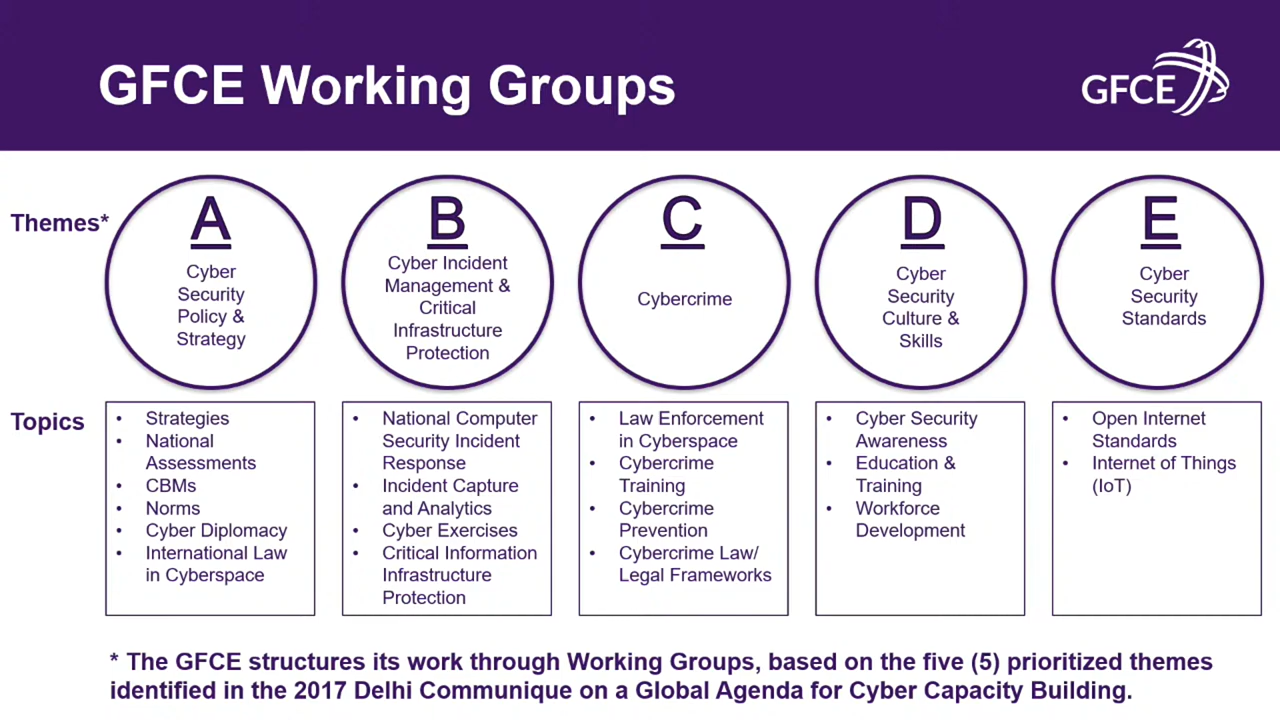 GFCE Working Groups
GFCE
Themes*
A
Cyber
Security
Policy &
Strategy
B
Cyber Incident
Management &
Critical
Infrastructure
Protection
C
Cybercrime
D
Cyber
Security
Culture &
Skills
E
Cyber
Security
Standards
Topics
• Strategies
• National
Assessments
• CBMs
• Norms
• Cyber Diplomacy
• International Law
in Cyberspace
• National Computer
Security Incident
Response
• Incident Capture
and Analytics
• Cyber Exercises
• Critical Information
Infrastructure
Protection
• Law Enforcement
in Cyberspace
• Cybercrime
Training
• Cybercrime
Prevention
• Cybercrime Law/
Legal Frameworks
• Cyber Security
Awareness
• Education &
Training
• Workforce
Development
• Open Internet
Standards
• Internet of Things
(IoT)
* The GFCE structures its work through Working Groups, based on the five (5) prioritized themes
identified in the 2017 Delhi Communique on a Global Agenda for Cyber Capacity Building.